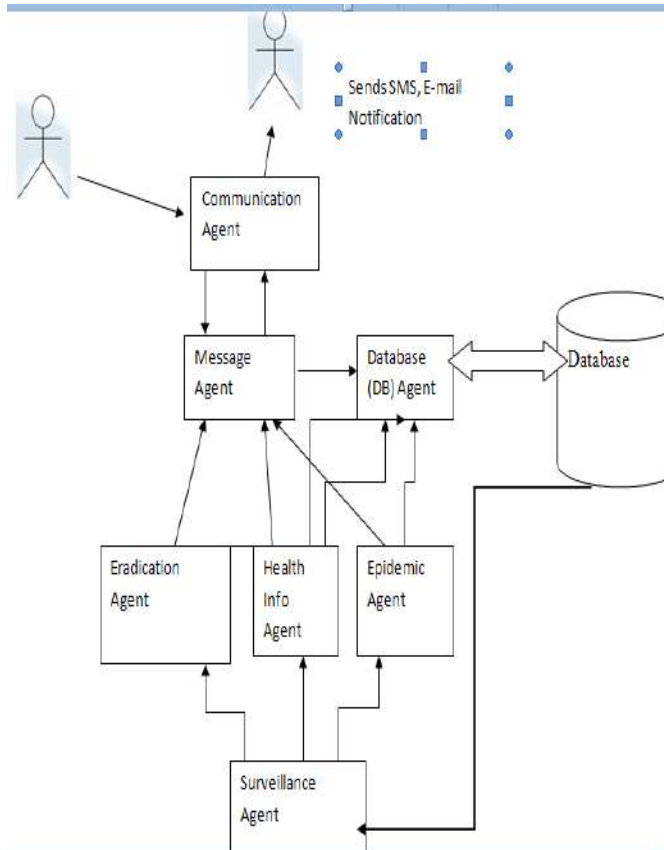 Sends SMS, E-mail
Notification
Communication
Agent
Message
Agent
Database
(DB) Agent
Database
Eradication
Agent
Health
Info
Agent
Epidemic
Agent
Surveillance
Agent